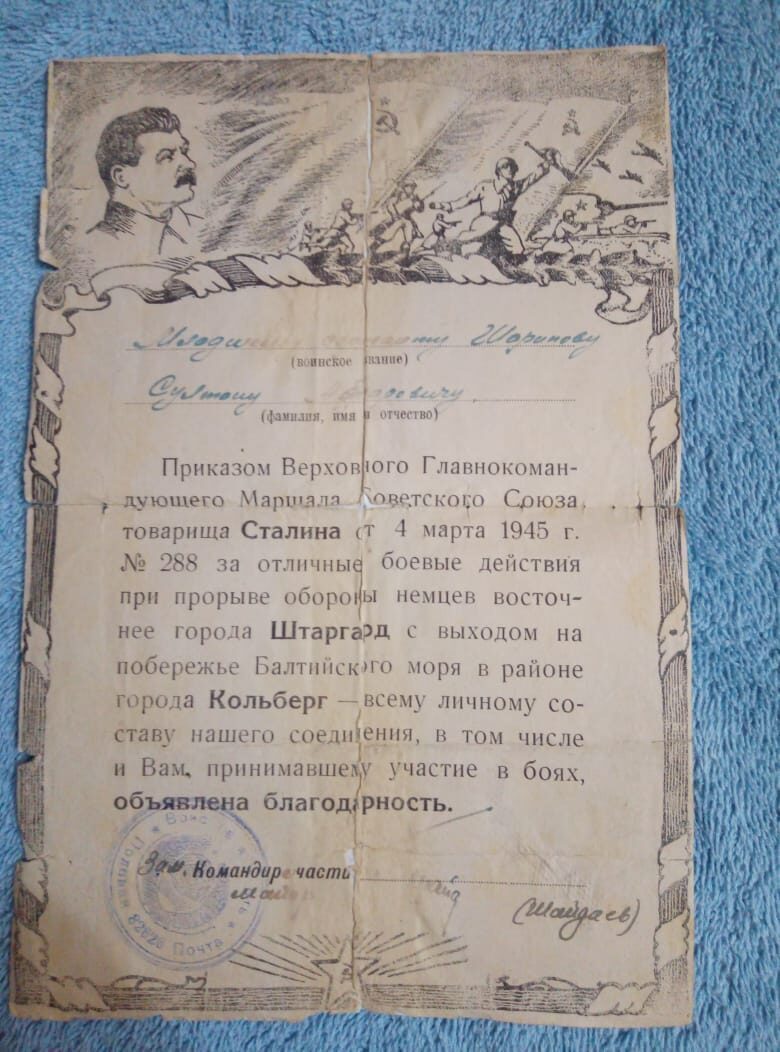 Младшему сержанту Шарипову
(воинское звание)
Султану
(фамилия, имя и отчество)
Приказом Верховного Главнокоман-
дующего Маршала Советского Союза
товарища Сталина от 4 марта 1945 г.
№ 288 за отличные боевые действия
при прорыве обороны немцев восточ-
нее города Штаргард с выходом на
побережье Балтийского моря в районе
города Кольберг — всему личному со-
ставу нашего соединения, в том числе
и Вам, принимавшему участие в боях,
объявлена благодарность.
Зам. Командир части
майор
(Шайдаев)
Полевая Почта